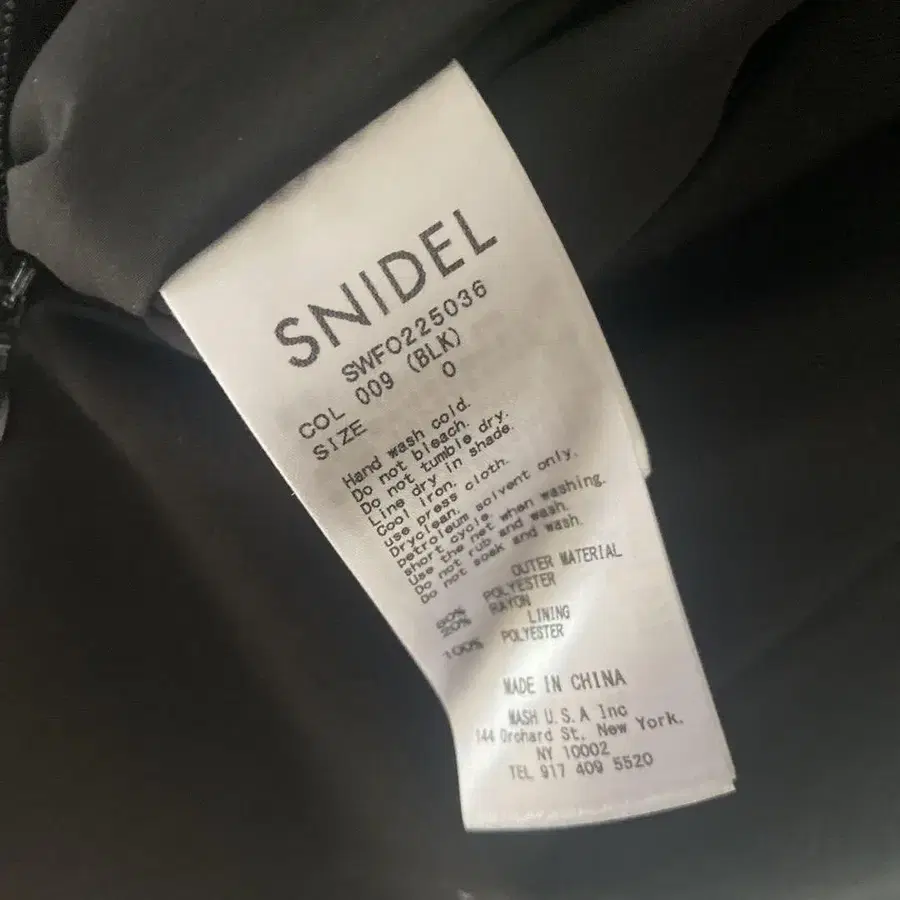 SNIDEL
SWFO225036
COL 009 (BLK)
SIZE 0
Hand wash cold.
Do not bleach.
Do not tumble dry.
Line dry in shade.
Cool iron.
use press cloth.
Dryclean.
petroleum solvent only.
short cycle.
Use the net when washing.
Do not rub and wash.
Do not soak and wash.
OUTER MATERIAL
80% POLYESTER
20% RAYON
LINING
100% POLYESTER
MADE IN CHINA
MASH U.S.A Inc
144 Orchard St, New York.
NY 10002
TEL 917 409 5520